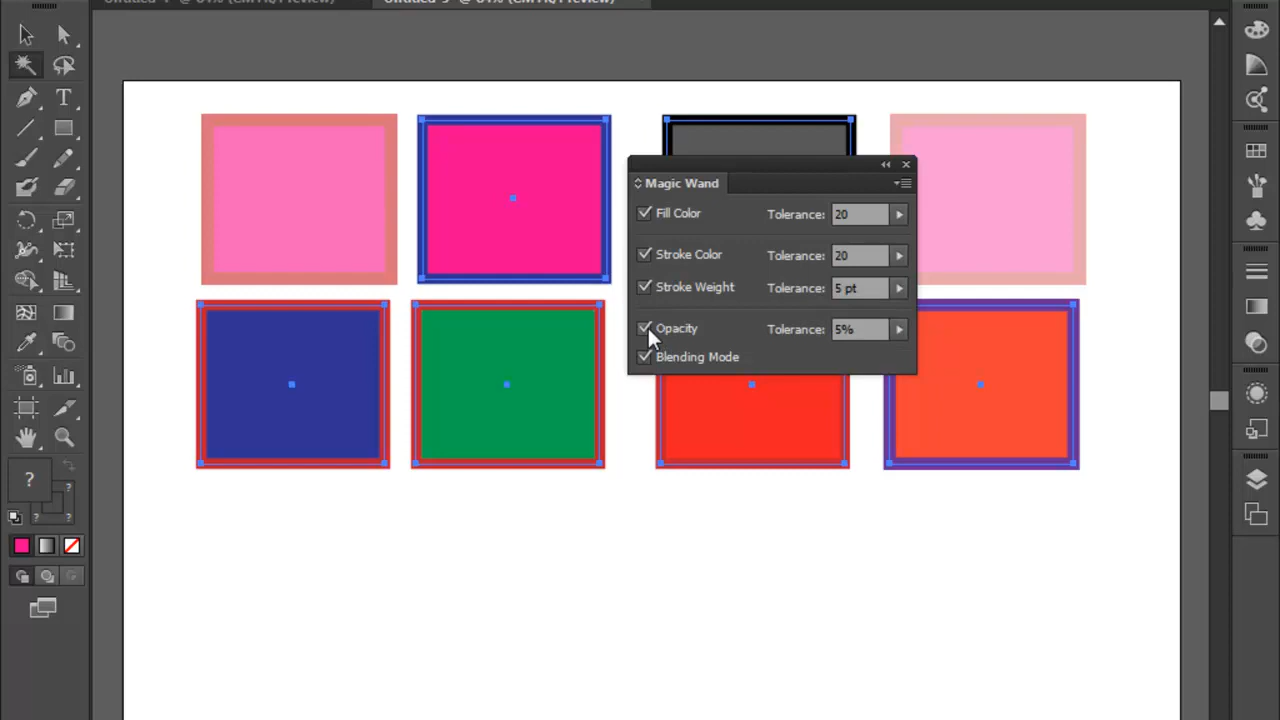 Magic Wand
Fill Color Tolerance: 20
Stroke Color Tolerance: 20
Stroke Weight Tolerance: 5 pt
Opacity Tolerance: 5%
Blending Mode
T
?
?
? ?